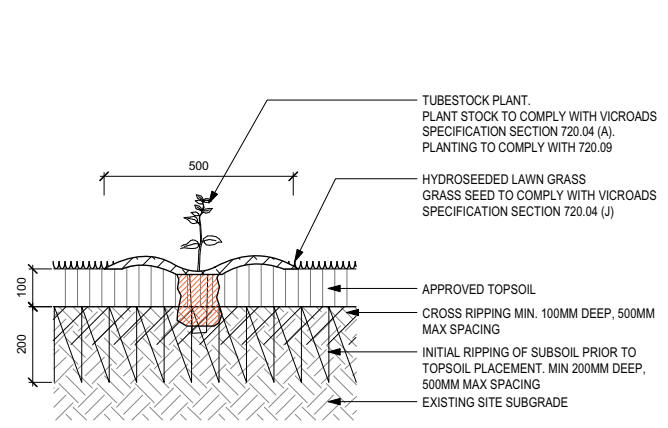 TUBESTOCK PLANT.
PLANT STOCK TO COMPLY WITH VICROADS
SPECIFICATION SECTION 720.04 (A).
PLANTING TO COMPLY WITH 720.09
500
HYDROSEEDED LAWN GRASS
GRASS SEED TO COMPLY WITH VICROADS
SPECIFICATION SECTION 720.04 (J)
100
APPROVED TOPSOIL
CROSS RIPPING MIN. 100MM DEEP, 500MM
MAX SPACING
200
INITIAL RIPPING OF SUBSOIL PRIOR TO
TOPSOIL PLACEMENT. MIN 200MM DEEP,
500MM MAX SPACING
EXISTING SITE SUBGRADE